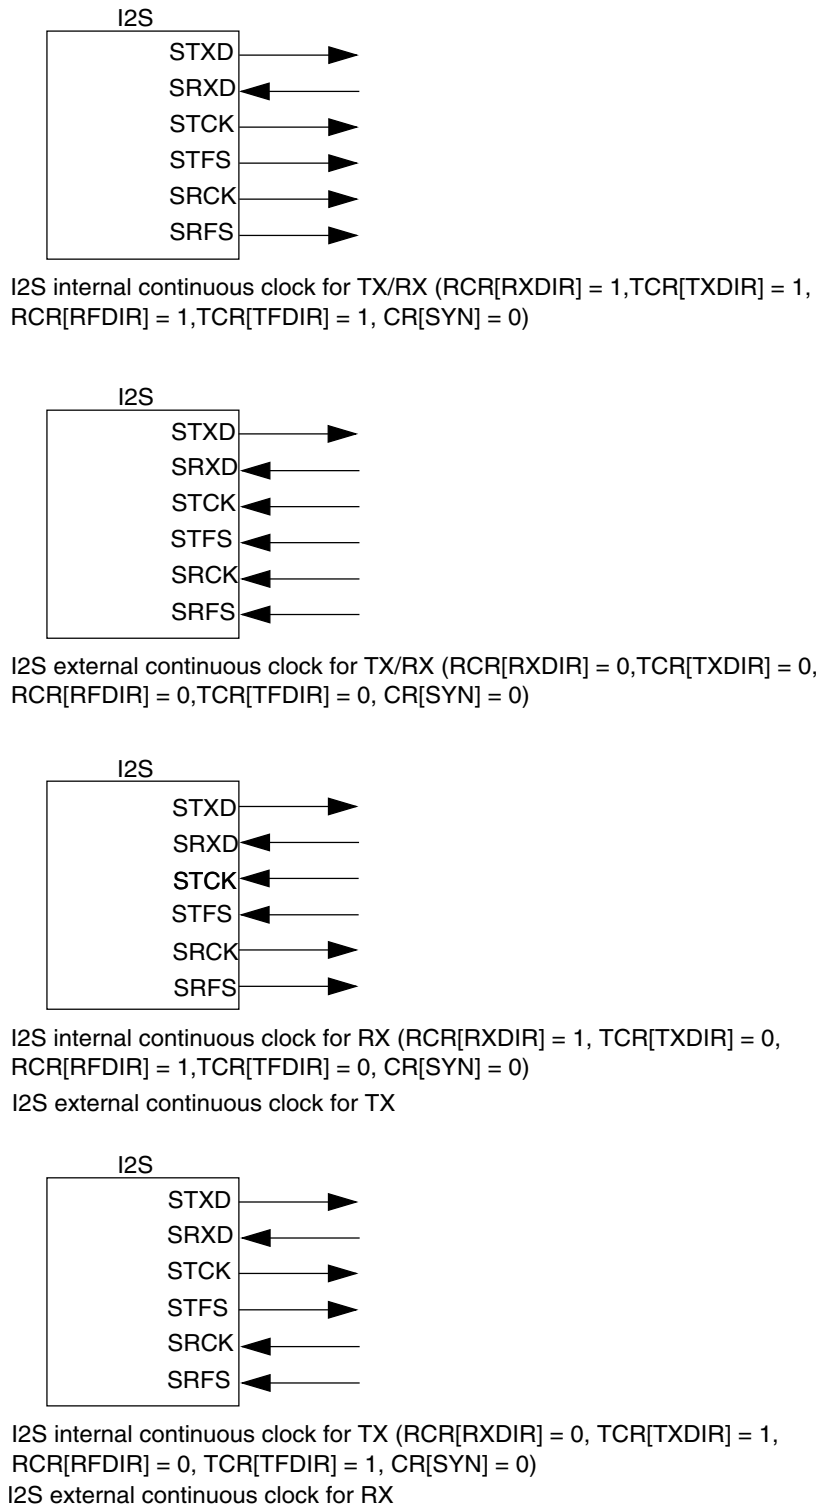 I2S
STXD
SRXD
STCK
STFS
SRCK
SRFS
I2S internal continuous clock for TX/RX (RCR[RXDIR] = 1,TCR[TXDIR] = 1,
RCR[RFDIR] = 1,TCR[TFDIR] = 1, CR[SYN] = 0)
I2S
STXD
SRXD
STCK
STFS
SRCK
SRFS
I2S external continuous clock for TX/RX (RCR[RXDIR] = 0,TCR[TXDIR] = 0,
RCR[RFDIR] = 0,TCR[TFDIR] = 0, CR[SYN] = 0)
I2S
STXD
SRXD
STCK
STFS
SRCK
SRFS
I2S internal continuous clock for RX (RCR[RXDIR] = 1, TCR[TXDIR] = 0,
RCR[RFDIR] = 1,TCR[TFDIR] = 0, CR[SYN] = 0)
I2S external continuous clock for TX
I2S
STXD
SRXD
STCK
STFS
SRCK
SRFS
I2S internal continuous clock for TX (RCR[RXDIR] = 0, TCR[TXDIR] = 1,
RCR[RFDIR] = 0, TCR[TFDIR] = 1, CR[SYN] = 0)
I2S external continuous clock for RX